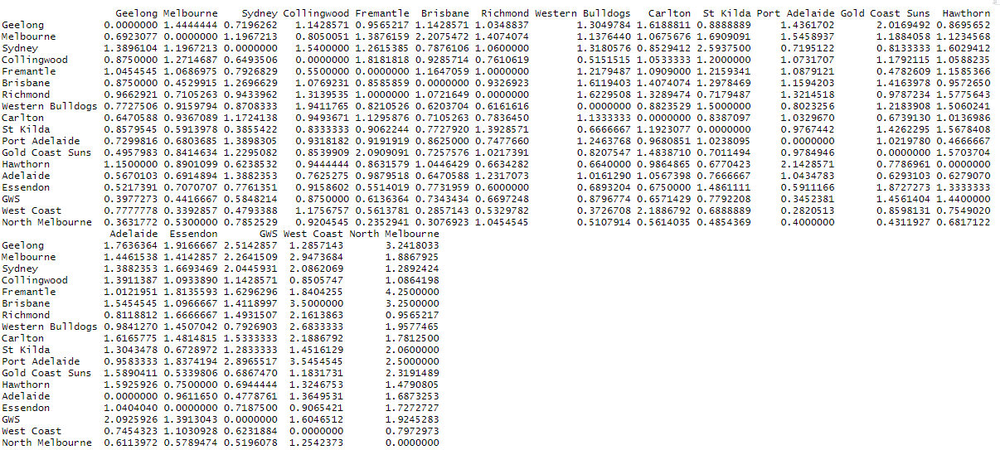 Geelong Melbourne Sydney Collingwood Fremantle Brisbane Richmond Western Bulldogs Carlton St Kilda Port Adelaide Gold Coast Suns Hawthorn
Geelong 0.0000000 1.4444444 0.7196262 1.1428571 0.9565217 1.1428571 1.0348837 1.3049784 1.6188811 0.8888889 1.4361702 2.0169492 0.8695652
Melbourne 0.6923077 0.0000000 1.1967213 0.8050051 1.3876159 2.2075472 1.4074074 1.1376440 1.0675676 1.6909091 1.5458937 1.1884058 1.1234568
Sydney 1.3896104 1.1967213 0.0000000 1.5400000 1.2615385 0.7876106 1.0600000 1.3180576 0.8529412 2.5937500 0.7195122 0.8133333 1.6029412
Collingwood 0.8750000 1.2714687 0.6493506 0.0000000 1.8181818 0.9285714 0.7610619 0.5151515 1.0533333 1.2000000 1.0731707 1.1792115 1.0588235
Fremantle 1.0454545 1.0686975 0.7926829 0.5500000 0.0000000 1.1647059 1.0000000 1.2179487 1.0909000 1.2159341 1.0879121 0.4782609 1.1585366
Brisbane 0.8750000 0.4529915 1.2696629 1.0769231 0.8585859 0.0000000 0.9326923 1.6119403 1.4074074 1.2978469 1.1594203 1.4163978 0.9572650
Richmond 0.9662921 0.7105263 0.9433962 1.3139535 1.0000000 1.0721649 0.0000000 1.6229508 1.3289474 0.7179487 1.3214518 0.9787234 1.5775643
Western Bulldogs 0.7727506 0.9159794 0.8708333 1.9411765 0.8210526 0.6203704 0.6161616 0.0000000 0.8823529 1.5000000 0.8023256 1.2183908 1.5060241
Carlton 0.6470588 0.9367089 1.1724138 0.9493671 1.1295876 0.7105263 0.7836450 1.1333333 0.0000000 0.8387097 1.0329670 0.6739130 1.0136986
St Kilda 0.8579545 0.5913978 0.3855422 0.8333333 0.9062244 0.7727920 1.3928571 0.6666667 1.1923077 0.0000000 0.9767442 1.4262295 1.5678408
Port Adelaide 0.7299816 0.6803685 1.3898305 0.9318182 0.9191919 0.8625000 0.7477660 1.2463768 0.9680851 1.0238095 0.0000000 1.0219780 0.4666667
Gold Coast Suns 0.4957983 0.8414634 1.2295082 0.8539909 2.0909091 0.7257576 1.0217391 0.8207547 1.4838710 0.7011494 0.9784946 0.0000000 1.5703704
Hawthorn 1.1500000 0.8901099 0.6238532 0.9444444 0.8631579 1.0446429 0.6634282 0.6640000 0.9864865 0.6770423 2.1428571 0.7786961 0.0000000
Adelaide 0.5670103 0.6914894 1.3882353 0.7625275 0.9879518 0.6470588 1.2317073 1.0161290 1.0567398 0.7666667 1.0434783 0.6293103 0.6279070
Essendon 0.5217391 0.7070707 0.7761351 0.9158602 0.5514019 0.7731959 0.6000000 0.6893204 0.6750000 1.4861111 0.5911166 1.8727273 1.3333333
GWS 0.3977273 0.4416667 0.5848214 0.8750000 0.6136364 0.7343434 0.6697248 0.8796774 0.6571429 0.7792208 0.3452381 1.4561404 1.4400000
West Coast 0.7777778 0.3392857 0.4793388 1.1756757 0.5613781 0.2857143 0.5329782 0.3726708 2.1886792 0.6888889 0.2820513 0.8598131 0.7549020
North Melbourne 0.3631772 0.5300000 0.7852529 0.9204545 0.2352941 0.3076923 1.0454545 0.5107914 0.5614035 0.4854369 0.4000000 0.4311927 0.6817122
Adelaide Essendon GWS West Coast North Melbourne
Geelong 1.7636364 1.9166667 2.5142857 1.2857143 3.2418033
Melbourne 1.4461538 1.4142857 2.2641509 2.9473684 1.8867925
Sydney 1.3882353 1.6693469 2.0445931 2.0862069 1.2892424
Collingwood 1.3911387 1.0933890 1.1428571 0.8505747 1.0864198
Fremantle 1.0121951 1.8135593 1.6296296 1.8404255 4.2500000
Brisbane 1.5454545 1.0966667 1.4118997 3.5000000 3.2500000
Richmond 0.8118812 1.6666667 1.4931507 2.1613863 0.9565217
Western Bulldogs 0.9841270 1.4507042 0.7926903 2.6833333 1.9577465
Carlton 1.6165775 1.4814815 1.5333333 2.1886792 1.7812500
St Kilda 1.3043478 0.6728972 1.2833333 1.4516129 2.0600000
Port Adelaide 0.9583333 1.8374194 2.8965517 3.5454545 2.5000000
Gold Coast Suns 1.5890411 0.5339806 0.6867470 1.1831731 2.3191489
Hawthorn 1.5925926 0.7500000 0.6944444 1.3246753 1.4790805
Adelaide 0.0000000 0.9611650 0.4778761 1.3649531 1.6873253
Essendon 1.0404040 0.0000000 0.7187500 0.9065421 1.7272727
GWS 2.0925926 1.3913043 0.0000000 1.6046512 1.9245283
West Coast 0.7454323 1.1030928 0.6231884 0.0000000 0.7972973
North Melbourne 0.6113972 0.5789474 0.5196078 1.2542373 0.0000000